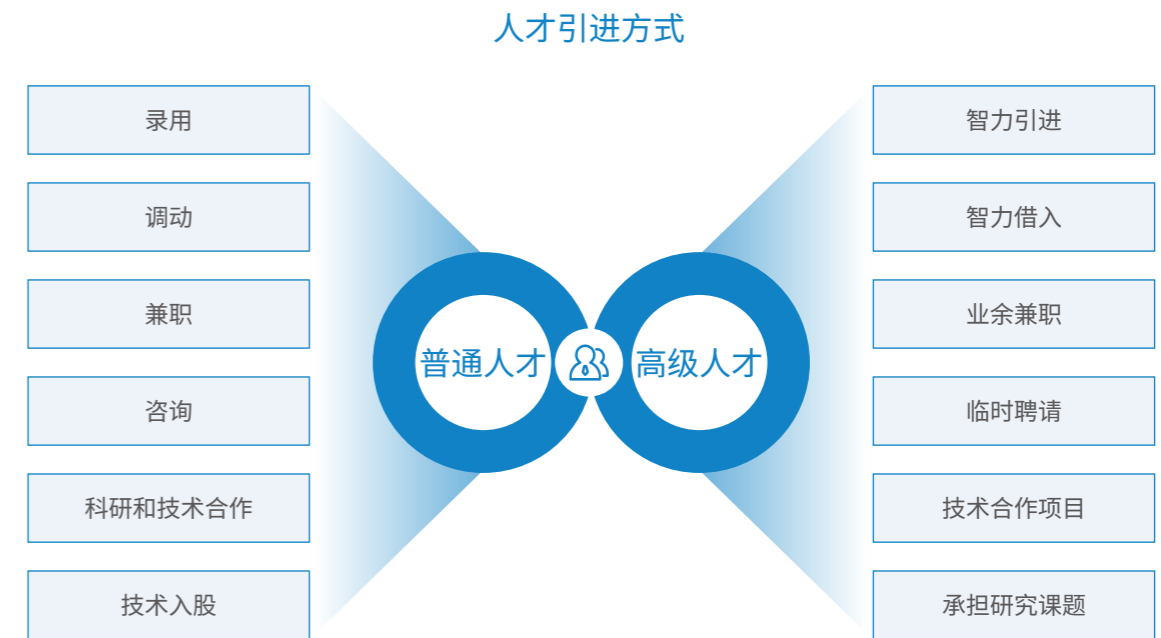 人才引进方式
录用
调动
兼职
咨询
科研和技术合作
技术入股
普通人才
高级人才
智力引进
智力借入
业余兼职
临时聘请
技术合作项目
承担研究课题